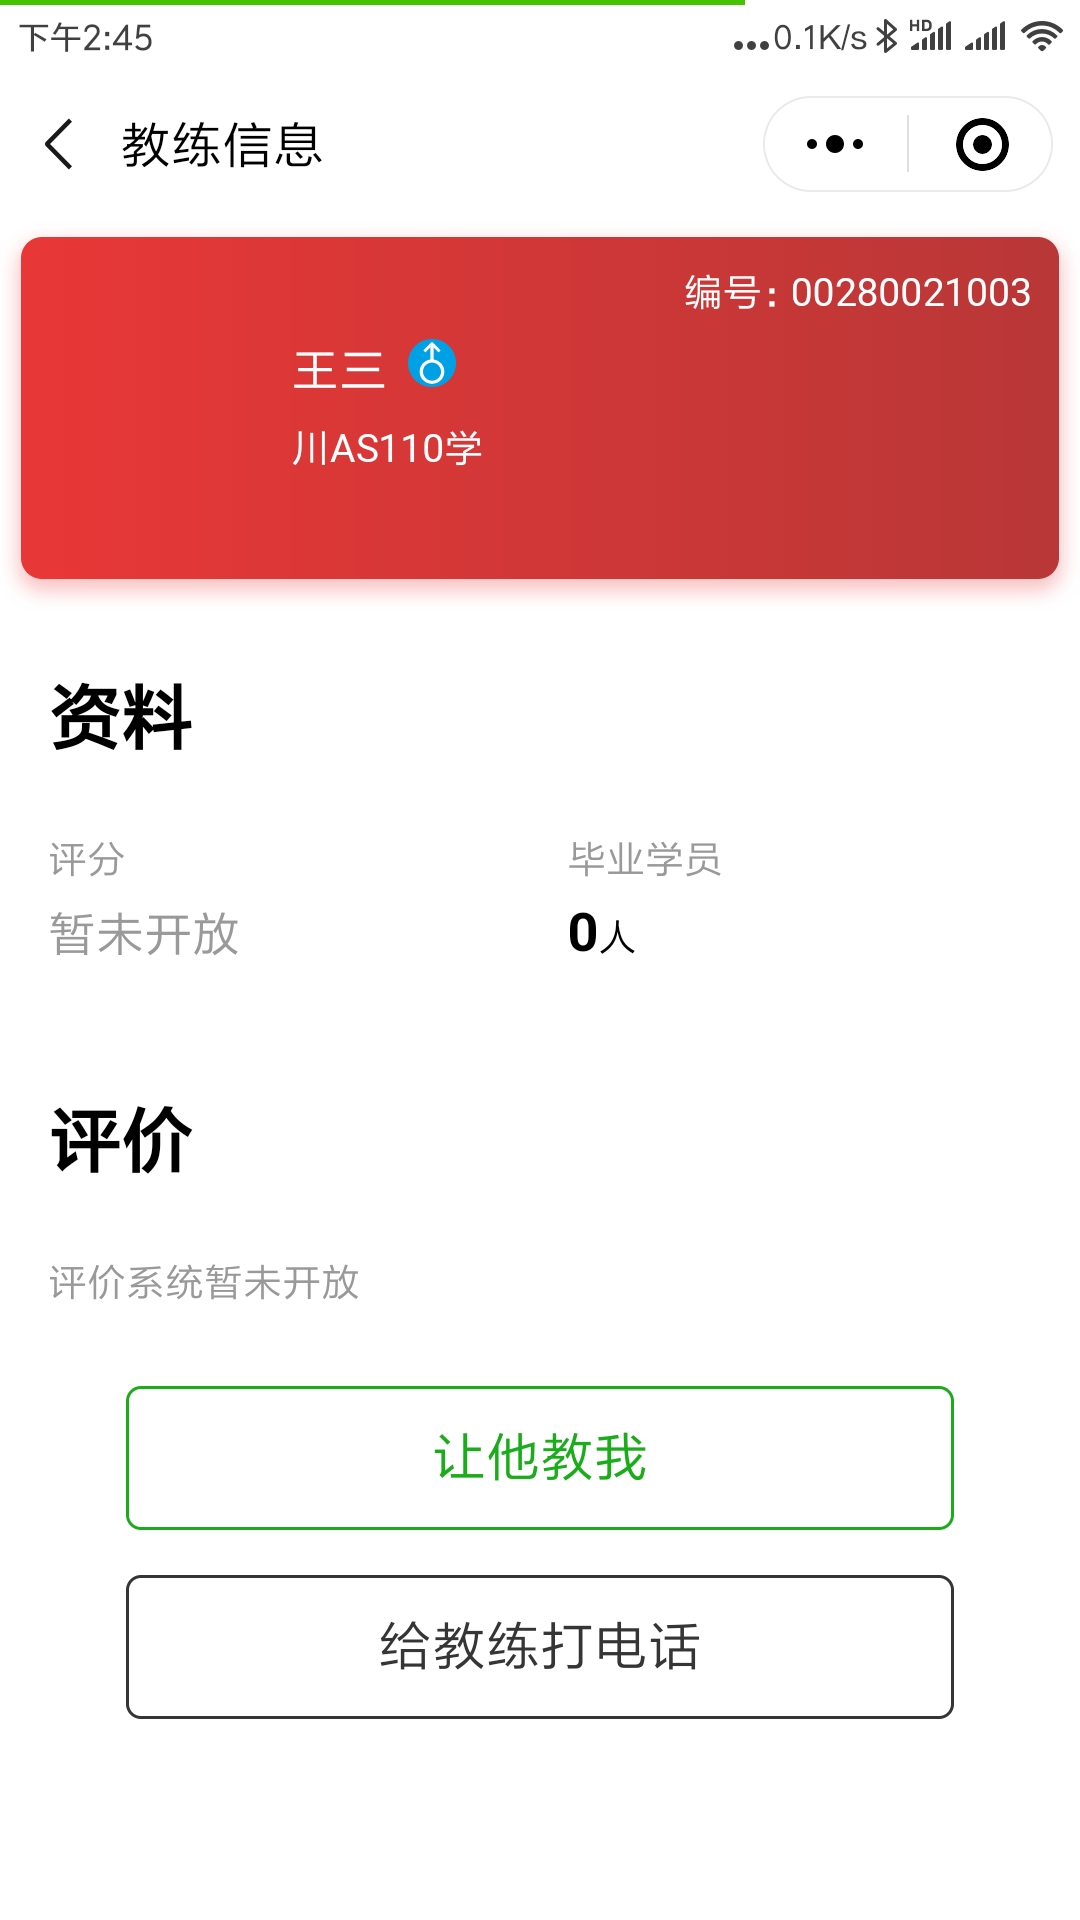 下午2:45
...0.1K/s HD
教练信息
编号：00280021003
王三
川AS110学
资料
评分
毕业学员
暂未开放
0人
评价
评价系统暂未开放
让他教我
给教练打电话